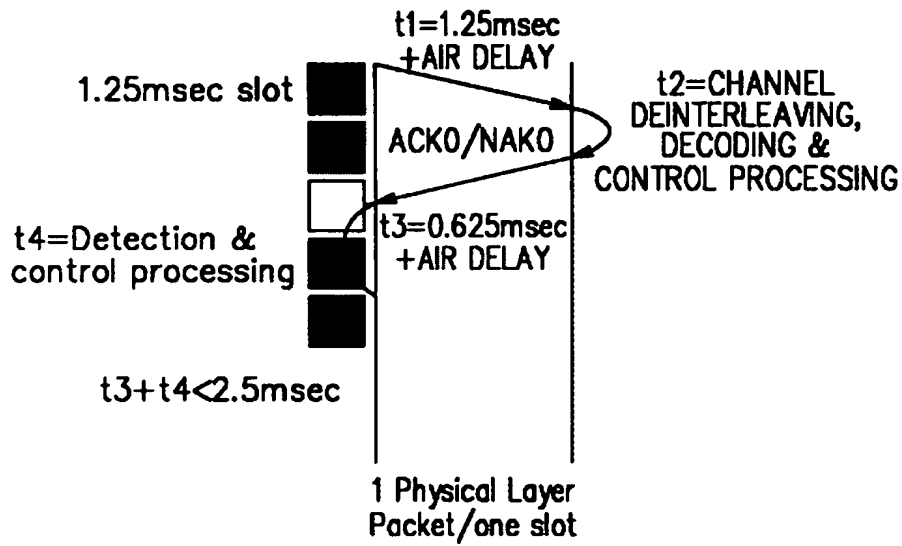 t1=1.25msec
+AIR DELAY
1.25msec slot
t2=CHANNEL
DEINTERLEAVING,
DECODING &
CONTROL PROCESSING
ACK0/NAK0
t3=0.625msec
+AIR DELAY
t4=Detection &
control processing
t3+t4<2.5msec
1 Physical Layer
Packet/one slot